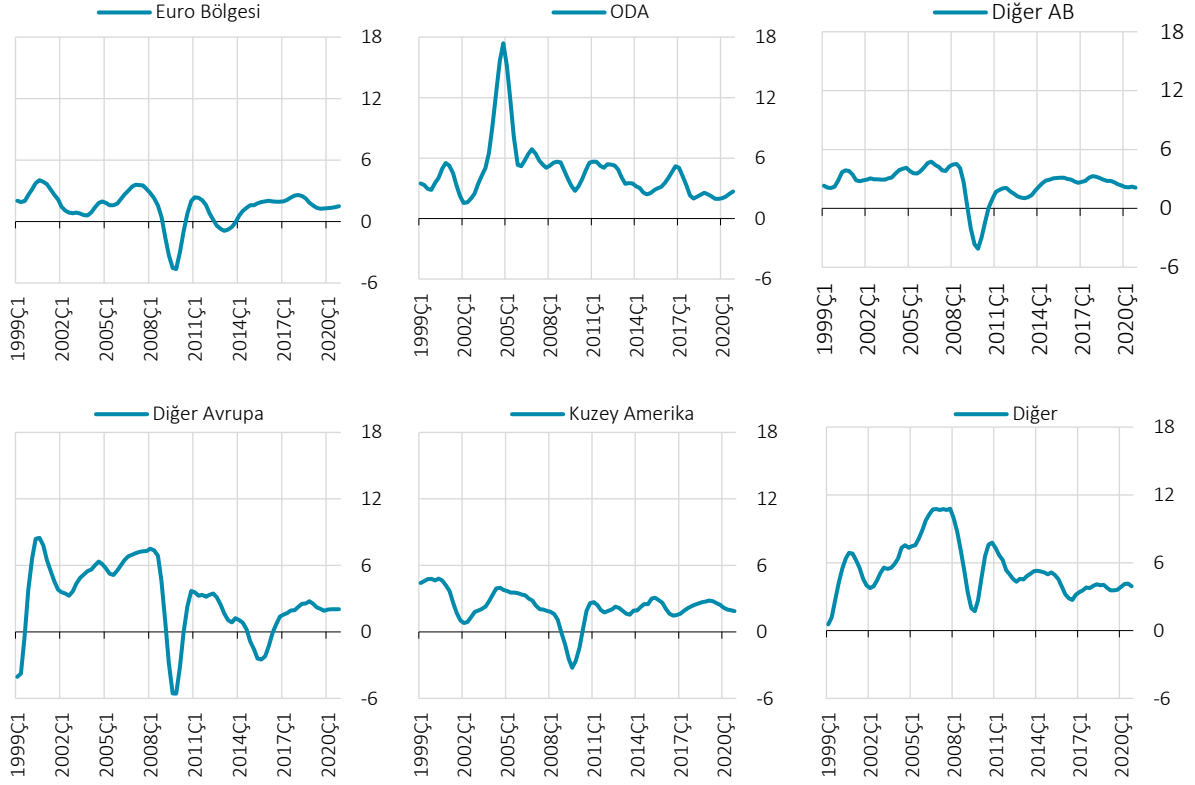 Euro Bölgesi
18
12
6
0
-6
1999Ç1
2002Ç1
2005Ç1
2008Ç1
2011Ç1
2014Ç1
2017Ç1
2020Ç1
ODA
18
12
6
0
-6
1999Ç1
2002Ç1
2005Ç1
2008Ç1
2011Ç1
2014Ç1
2017Ç1
2020Ç1
Diğer AB
18
12
6
0
-6
1999Ç1
2002Ç1
2005Ç1
2008Ç1
2011Ç1
2014Ç1
2017Ç1
2020Ç1
Diğer Avrupa
18
12
6
0
-6
1999Ç1
2002Ç1
2005Ç1
2008Ç1
2011Ç1
2014Ç1
2017Ç1
2020Ç1
Kuzey Amerika
18
12
6
0
-6
1999Ç1
2002Ç1
2005Ç1
2008Ç1
2011Ç1
2014Ç1
2017Ç1
2020Ç1
Diğer
18
12
6
0
-6
1999Ç1
2002Ç1
2005Ç1
2008Ç1
2011Ç1
2014Ç1
2017Ç1
2020Ç1